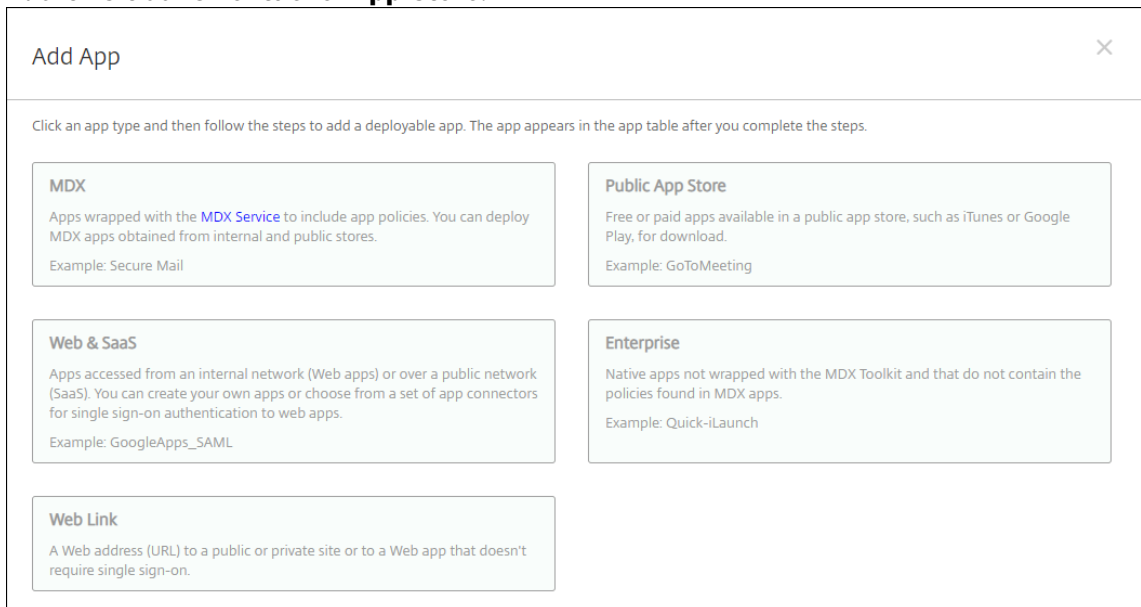 Add App
Click an app type and then follow the steps to add a deployable app. The app appears in the app table after you complete the steps.
MDX
Apps wrapped with the MDX Service to include app policies. You can deploy
MDX apps obtained from internal and public stores.
Example: Secure Mail
Public App Store
Free or paid apps available in a public app store, such as iTunes or Google
Play, for download.
Example: GoToMeeting
Web & SaaS
Apps accessed from an internal network (Web apps) or over a public network
(SaaS). You can create your own apps or choose from a set of app connectors
for single sign-on authentication to web apps.
Example: GoogleApps_SAML
Enterprise
Native apps not wrapped with the MDX Toolkit and that do not contain the
policies found in MDX apps.
Example: Quick-iLaunch
Web Link
A Web address (URL) to a public or private site or to a Web app that doesn't
require single sign-on.